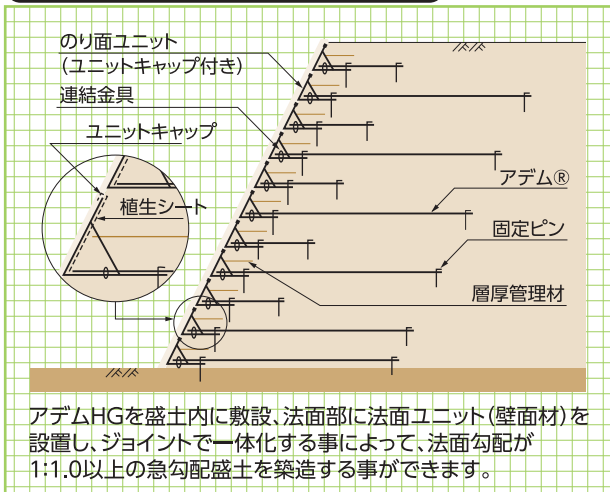 のり面ユニット
（ユニットキャップ付き）
連結金具
ユニットキャップ
植生シート
アデム®
固定ピン
層厚管理材
アデムHGを盛土内に敷設、法面部に法面ユニット（壁面材）を
設置し、ジョイントで一体化する事によって、法面勾配が
1:1.0以上の急勾配盛土を築造する事ができます。